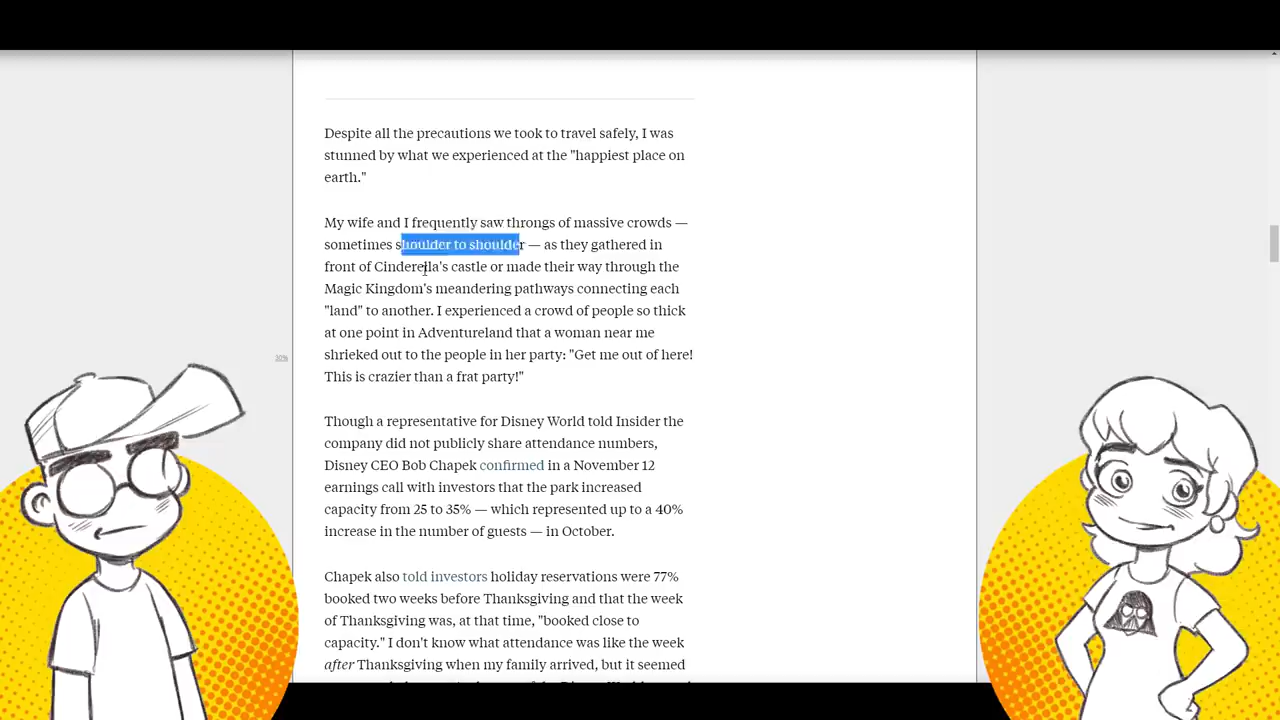 Despite all the precautions we took to travel safely, I was
stunned by what we experienced at the "happiest place on
earth."
My wife and I frequently saw throngs of massive crowds —
sometimes shoulder to shoulder — as they gathered in
front of Cinderella's castle or made their way through the
Magic Kingdom's meandering pathways connecting each
"land" to another. I experienced a crowd of people so thick
at one point in Adventureland that a woman near me
shrieked out to the people in her party: "Get me out of here!
This is crazier than a frat party!"
30%
Though a representative for Disney World told Insider the
company did not publicly share attendance numbers,
Disney CEO Bob Chapek confirmed in a November 12
earnings call with investors that the park increased
capacity from 25 to 35% — which represented up to a 40%
increase in the number of guests — in October.
Chapek also told investors holiday reservations were 77%
booked two weeks before Thanksgiving and that the week
of Thanksgiving was, at that time, "booked close to
capacity." I don't know what attendance was like the week
after Thanksgiving when my family arrived, but it seemed